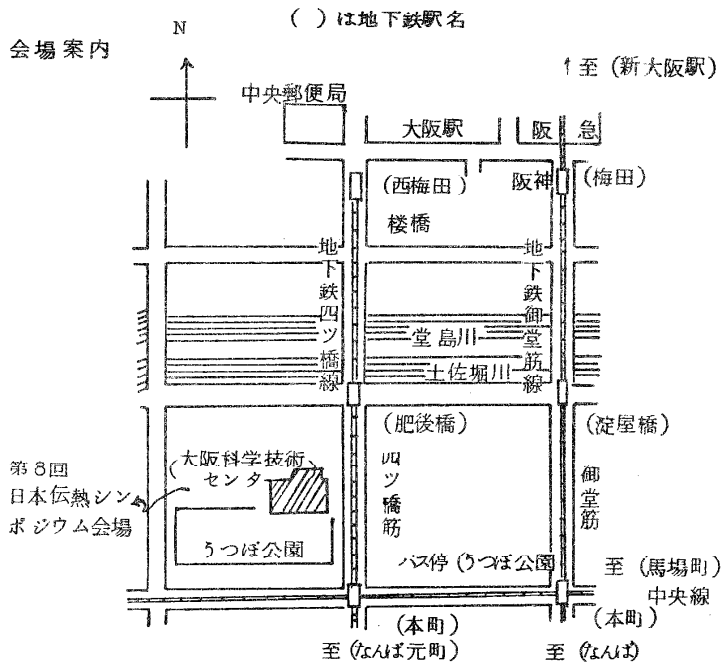 ( )は地下鉄駅名
N
会場案内
↑至(新大阪駅)
中央郵便局
大阪駅
阪急
(西梅田)
阪神
(梅田)
桜橋
地下鉄四ツ橋線
地下鉄御堂筋線
堂島川
土佐堀川
(肥後橋)
(淀屋橋)
(大阪科学技術
センター)
四ツ橋筋
御堂筋
第8回
日本伝熱シン
ポジウム会場
うつぼ公園
バス停(うつぼ公園
至(馬場町)
中央線
(本町)
(本町)
至(なんば元町)
至(なんば)